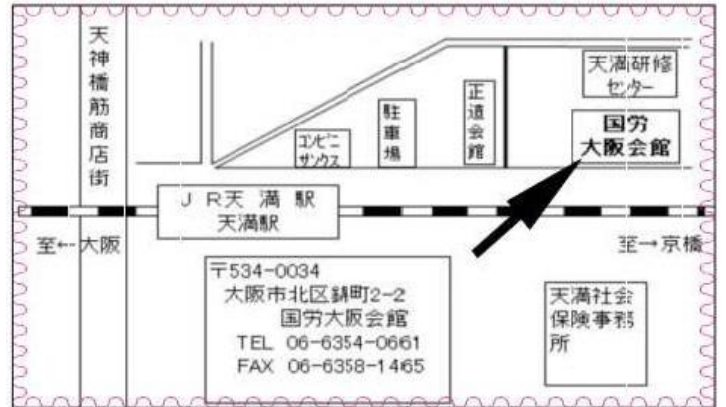 天神橋筋商店街
コンビニ
サンクス
駐車場
正道会館
天満研修
センター
国労
大阪会館
JR天満駅
天満駅
至←大阪
至→京橋
〒534-0034
大阪市北区錦町2-2
国労大阪会館
TEL 06-6354-0661
FAX 06-6358-1465
天満社会
保険事務
所